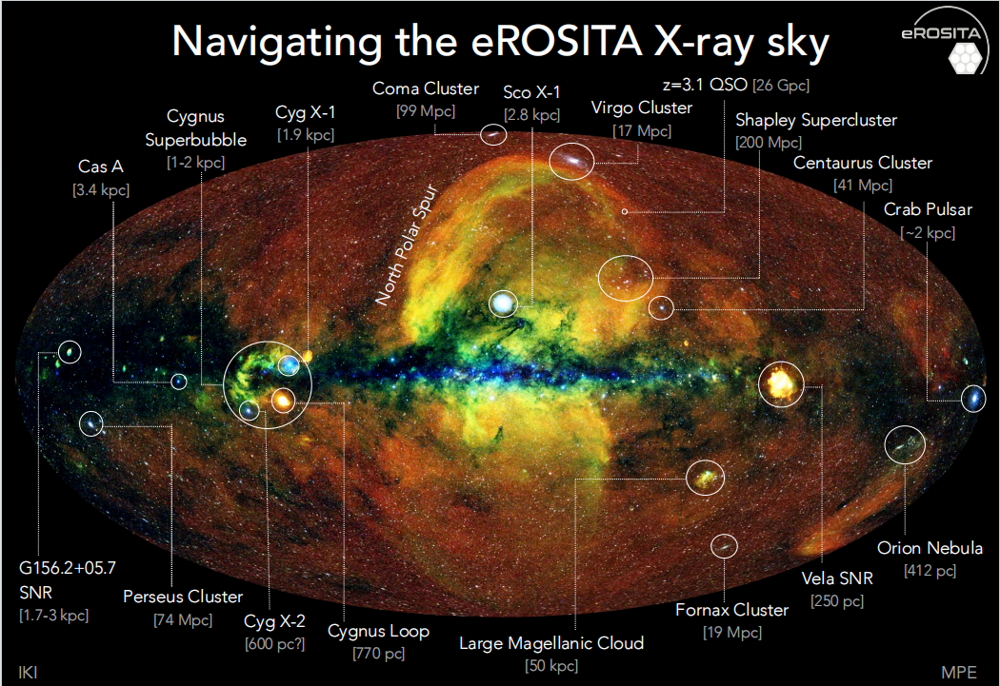 Navigating the eROSITA X-ray sky
eROSITA
Coma Cluster
[99 Mpc]
Sco X-1
[2.8 kpc]
z=3.1 QSO [26 Gpc]
Virgo Cluster
[17 Mpc]
Cyg X-1
[1.9 kpc]
Cygnus
Superbubble
[1-2 kpc]
Shapley Supercluster
[200 Mpc]
Cas A
[3.4 kpc]
Centaurus Cluster
[41 Mpc]
Crab Pulsar
[~2 kpc]
North Polar Spur
G156.2+05.7
SNR
[1.7-3 kpc]
Perseus Cluster
[74 Mpc]
Cyg X-2
[600 pc?]
Cygnus Loop
[770 pc]
Large Magellanic Cloud
[50 kpc]
Fornax Cluster
[19 Mpc]
Vela SNR
[250 pc]
Orion Nebula
[412 pc]
IKI
MPE